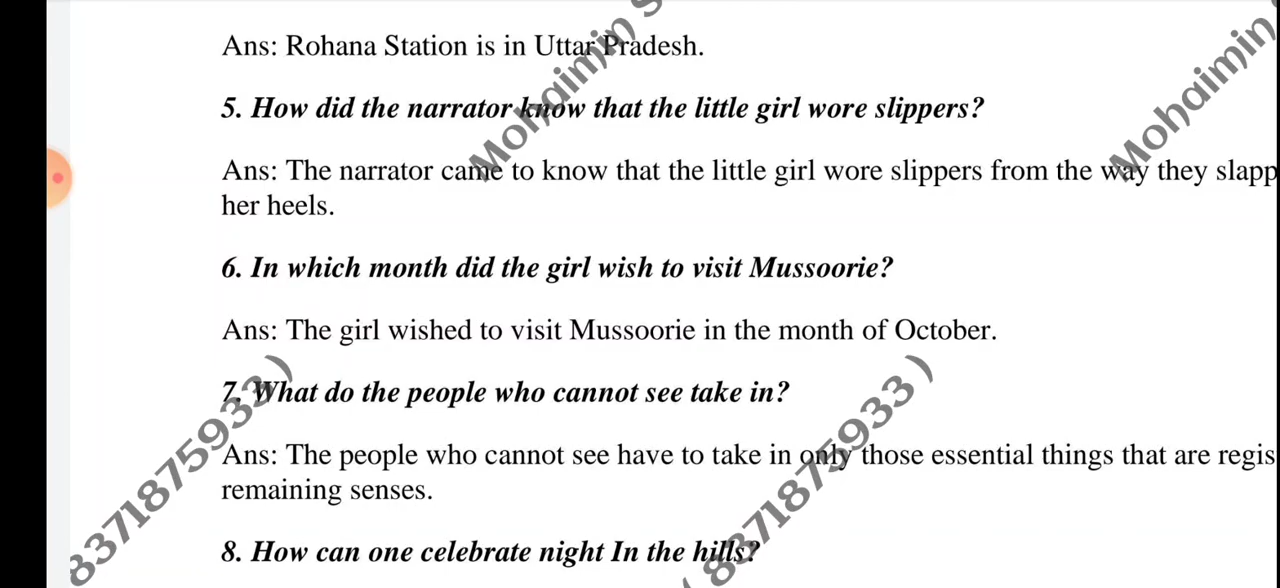 Ans: Rohana Station is in Uttar Pradesh.
5. How did the narrator know that the little girl wore slippers?
Ans: The narrator came to know that the little girl wore slippers from the way they slapp
her heels.
6. In which month did the girl wish to visit Mussoorie?
Ans: The girl wished to visit Mussoorie in the month of October.
7. What do the people who cannot see take in?
Ans: The people who cannot see have to take in only those essential things that are regis
remaining senses.
8. How can one celebrate night In the hills?
Mohaimin S
Mohaimin
8371875933 )
( 8371875933 )